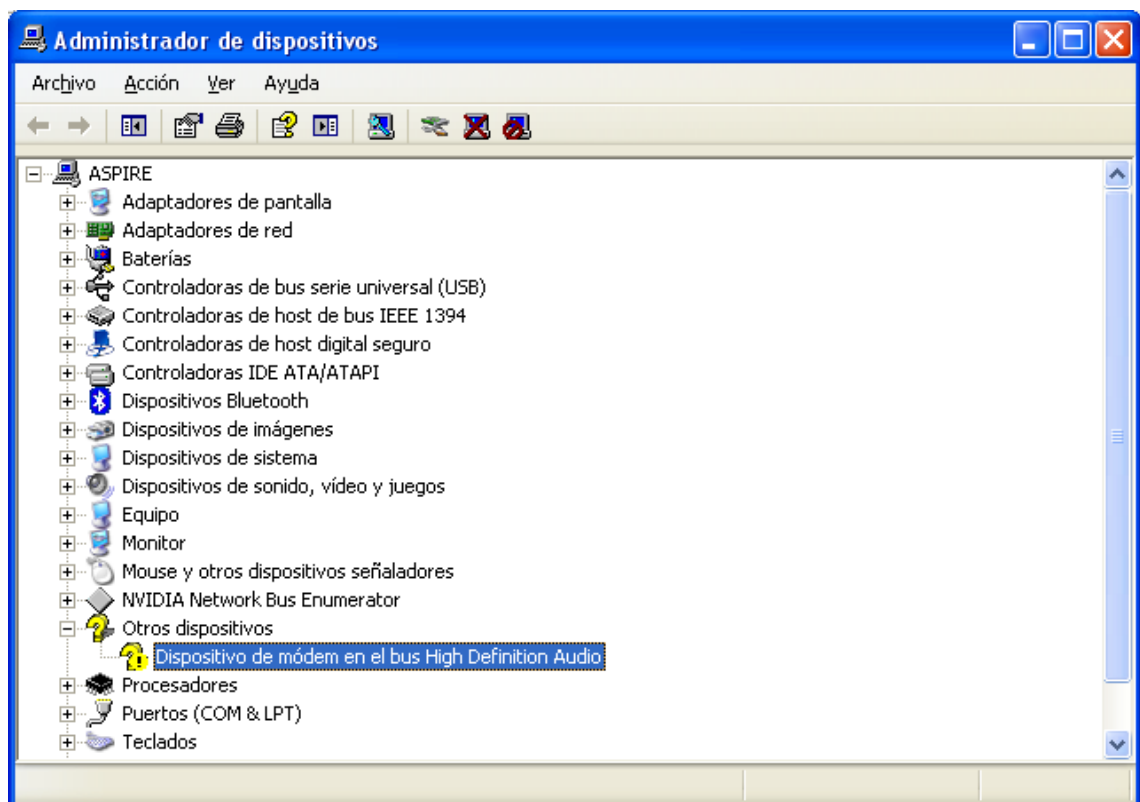 Administrador de dispositivos
Archivo Acción Ver Ayuda
ASPIRE
Adaptadores de pantalla
Adaptadores de red
Baterías
Controladoras de bus serie universal (USB)
Controladoras de host de bus IEEE 1394
Controladoras de host digital seguro
Controladoras IDE ATA/ATAPI
Dispositivos Bluetooth
Dispositivos de imágenes
Dispositivos de sistema
Dispositivos de sonido, vídeo y juegos
Equipo
Monitor
Mouse y otros dispositivos señaladores
NVIDIA Network Bus Enumerator
Otros dispositivos
Dispositivo de módem en el bus High Definition Audio
Procesadores
Puertos (COM & LPT)
Teclados